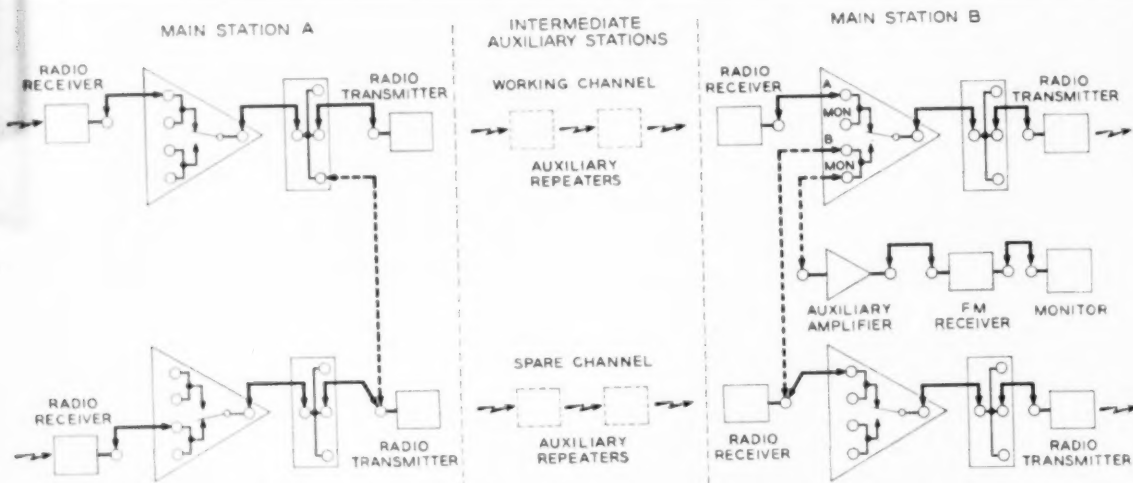 MAIN STATION A
INTERMEDIATE
AUXILIARY STATIONS
MAIN STATION B
RADIO
RECEIVER
RADIO
TRANSMITTER
WORKING CHANNEL
AUXILIARY
REPEATERS
RADIO
RECEIVER
A
MON
B
MON
RADIO
TRANSMITTER
AUXILIARY
AMPLIFIER
FM
RECEIVER
MONITOR
RADIO
RECEIVER
RADIO
TRANSMITTER
SPARE CHANNEL
AUXILIARY
REPEATERS
RADIO
RECEIVER
RADIO
TRANSMITTER